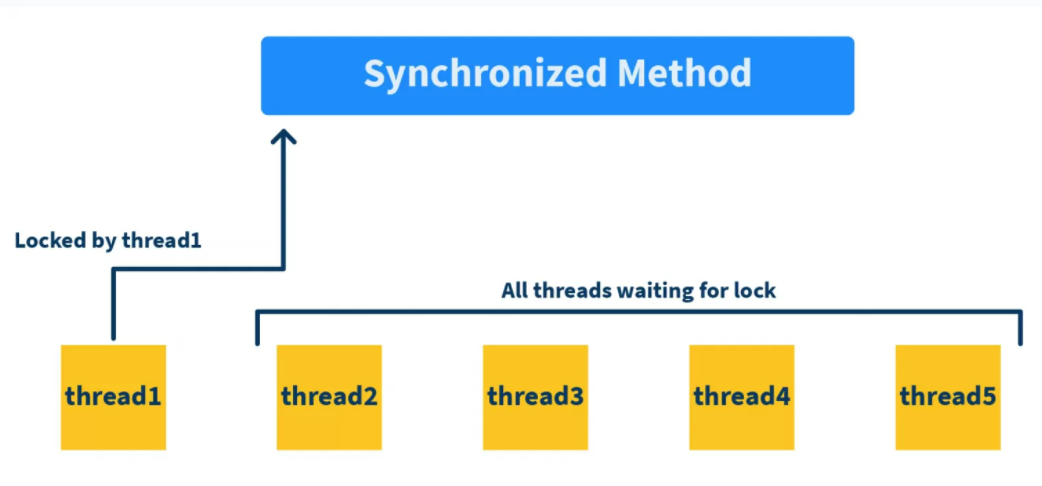 Synchronized Method
Locked by thread1
All threads waiting for lock
thread1
thread2
thread3
thread4
thread5